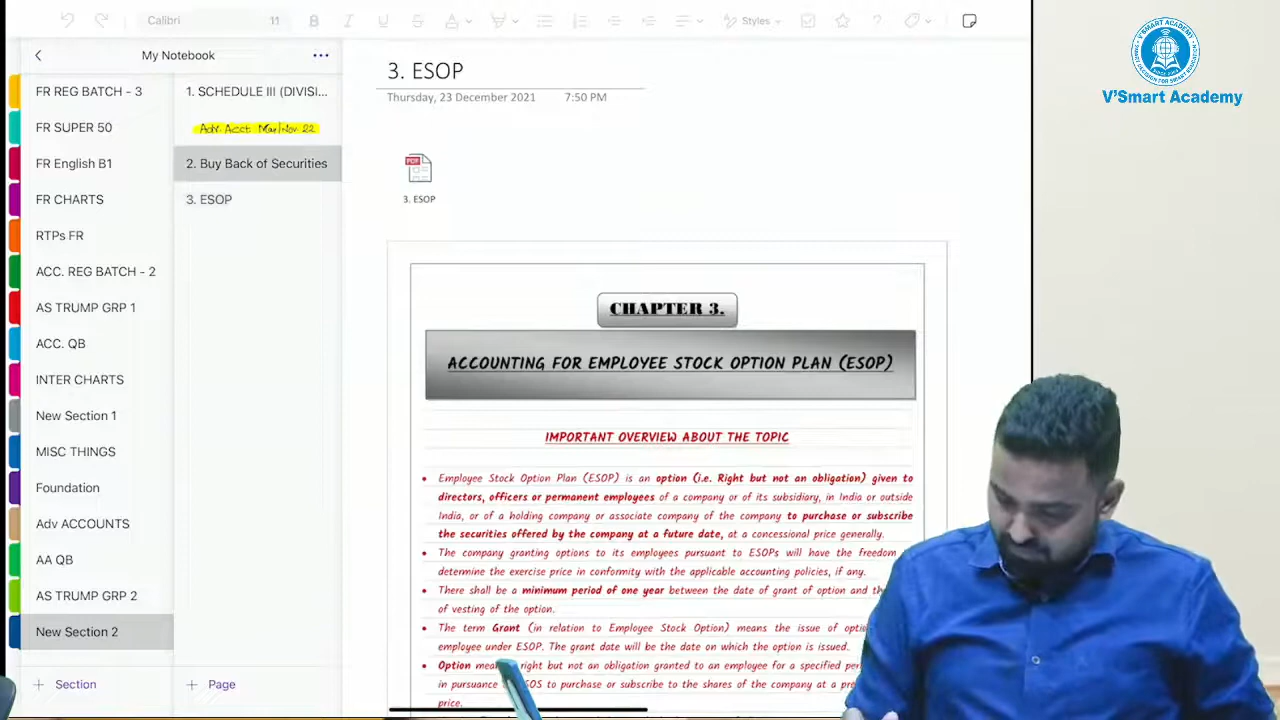 Calibri 11 B I U S A Styles ?
V'SMART ACADEMY
V'Smart Academy
My Notebook
FR REG BATCH - 3
FR SUPER 50
FR English B1
FR CHARTS
RTPs FR
ACC. REG BATCH - 2
AS TRUMP GRP 1
ACC. QB
INTER CHARTS
New Section 1
MISC THINGS
Foundation
Adv ACCOUNTS
A A QB
AS TRUMP GRP 2
New Section 2
+ Section
1. SCHEDULE III (DIVISI...
Adv. Acct May/Nov 22
2. Buy Back of Securities
3. ESOP
+ Page
3. ESOP
Thursday, 23 December 2021 7:50 PM
PDF
3. ESOP
CHAPTER 3.
ACCOUNTING FOR EMPLOYEE STOCK OPTION PLAN (ESOP)
IMPORTANT OVERVIEW ABOUT THE TOPIC
• Employee Stock Option Plan (ESOP) is an option (i.e. Right but not an obligation) given to
directors, officers or permanent employees of a company or of its subsidiary, in India or outside
India, or of a holding company or associate company of the company to purchase or subscribe
the securities offered by the company at a future date, at a concessional price generally.
• The company granting options to its employees pursuant to ESOPs will have the freedom
determine the exercise price in conformity with the applicable accounting policies, if any.
• There shall be a minimum period of one year between the date of grant of option and
of vesting of the option.
• The term Grant (in relation to Employee Stock Option) means the issue of
employee under ESOP. The grant date will be the date on which the option is issued.
• Option right but not an obligation granted to an employee for a specified
in pursuance to purchase or subscribe to the shares of the company at a
price.